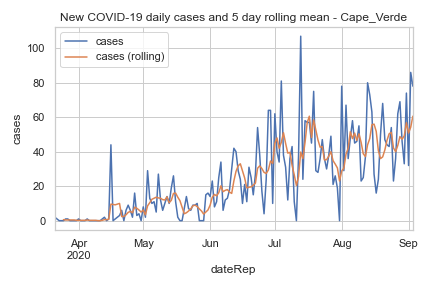 New COVID-19 daily cases and 5 day rolling mean - Cape_Verde
cases
cases (rolling)
100
80
60
40
20
0
cases
Apr
2020
May
Jun
Jul
Aug
Sep
dateRep